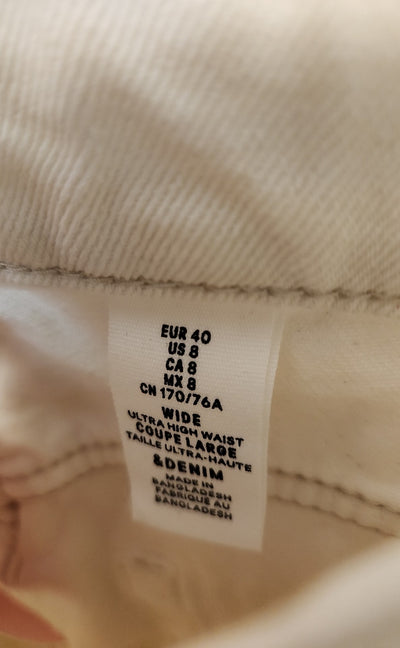 EUR 40
US 8
CA 8
MX 8
CN 170/76A
WIDE
ULTRA HIGH WAIST
COUPE LARGE
TAILLE ULTRA-HAUTE
&DENIM
MADE IN
BANGLADESH
FABRIQUÉ AU
BANGLADESH